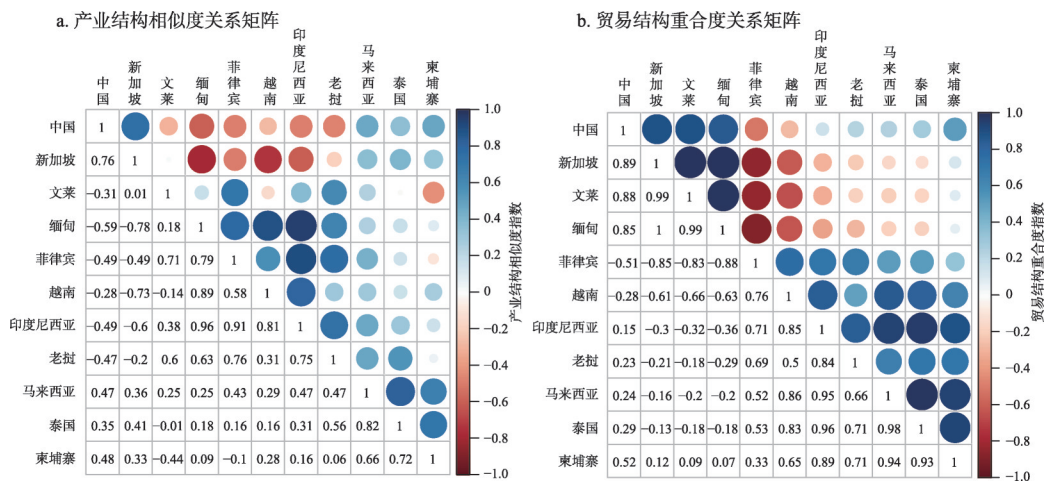 a. 产业结构相似度关系矩阵
中国 新加坡 文莱 缅甸 菲律宾 越南 印度尼西亚 老挝 马来西亚 泰国 柬埔寨
中国 1
新加坡 0.76 1
文莱 −0.31 0.01 1
缅甸 −0.59 −0.78 0.18 1
菲律宾 −0.49 −0.49 0.71 0.79 1
越南 −0.28 −0.73 −0.14 0.89 0.58 1
印度尼西亚 −0.49 −0.6 0.38 0.96 0.91 0.81 1
老挝 −0.47 −0.2 0.6 0.63 0.76 0.31 0.75 1
马来西亚 0.47 0.36 0.25 0.25 0.43 0.29 0.47 0.47 1
泰国 0.35 0.41 −0.01 0.18 0.16 0.16 0.31 0.56 0.82 1
柬埔寨 0.48 0.33 −0.44 0.09 −0.1 0.28 0.16 0.06 0.66 0.72 1
1.0
0.8
0.6
0.4
0.2
0
−0.2
−0.4
−0.6
−0.8
−1.0
产业结构相似度指数
b. 贸易结构重合度关系矩阵
中国 新加坡 文莱 缅甸 菲律宾 越南 印度尼西亚 老挝 马来西亚 泰国 柬埔寨
中国 1
新加坡 0.89 1
文莱 0.88 0.99 1
缅甸 0.85 1 0.99 1
菲律宾 −0.51 −0.85 −0.83 −0.88 1
越南 −0.28 −0.61 −0.66 −0.63 0.76 1
印度尼西亚 0.15 −0.3 −0.32 −0.36 0.71 0.85 1
老挝 0.23 −0.21 −0.18 −0.29 0.69 0.5 0.84 1
马来西亚 0.24 −0.16 −0.2 −0.2 0.52 0.86 0.95 0.66 1
泰国 0.29 −0.13 −0.18 −0.18 0.53 0.83 0.96 0.71 0.98 1
柬埔寨 0.52 0.12 0.09 0.07 0.33 0.65 0.89 0.71 0.94 0.93 1
1.0
0.8
0.6
0.4
0.2
0
−0.2
−0.4
−0.6
−0.8
−1.0
贸易结构重合度指数